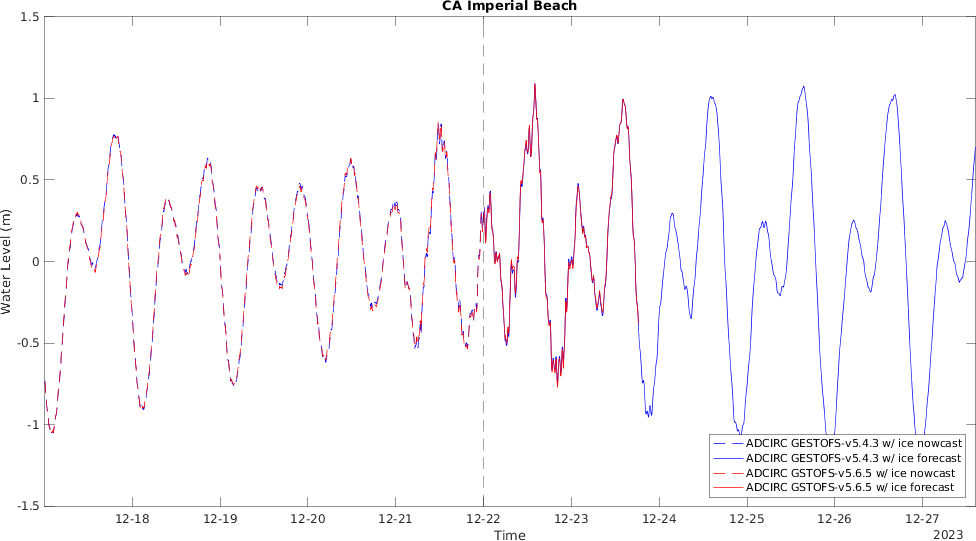 CA Imperial Beach
1.5
1
0.5
0
-0.5
-1
-1.5
Water Level (m)
12-18 12-19 12-20 12-21 12-22 12-23 12-24 12-25 12-26 12-27
Time
2023
ADCIRC GESTOFS-v5.4.3 w/ ice nowcast
ADCIRC GESTOFS-v5.4.3 w/ ice forecast
ADCIRC GSTOFS-v5.6.5 w/ ice nowcast
ADCIRC GSTOFS-v5.6.5 w/ ice forecast